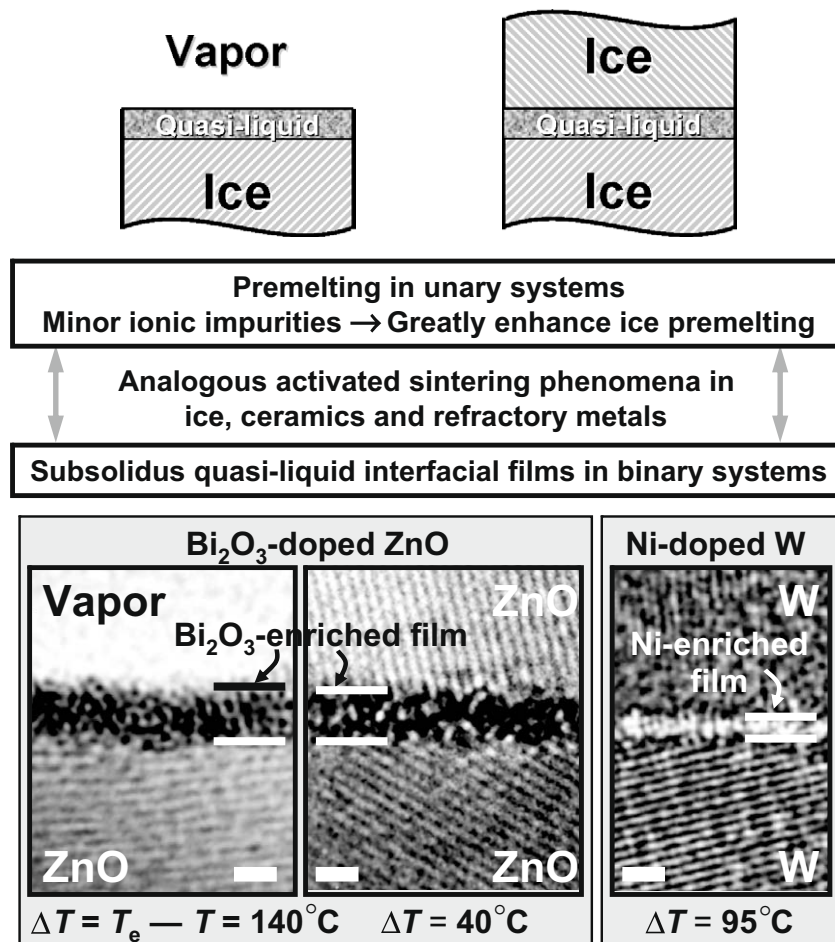 Vapor
Quasi-liquid
Ice
Ice
Quasi-liquid
Ice
Premelting in unary systems
Minor ionic impurities → Greatly enhance ice premelting
Analogous activated sintering phenomena in
ice, ceramics and refractory metals
Subsolidus quasi-liquid interfacial films in binary systems
Bi₂O₃-doped ZnO
Vapor
ZnO
Bi₂O₃-enriched film
ZnO
ZnO
ΔT = Tₑ — T = 140°C
ΔT = 40°C
Ni-doped W
W
Ni-enriched
film
W
ΔT = 95°C